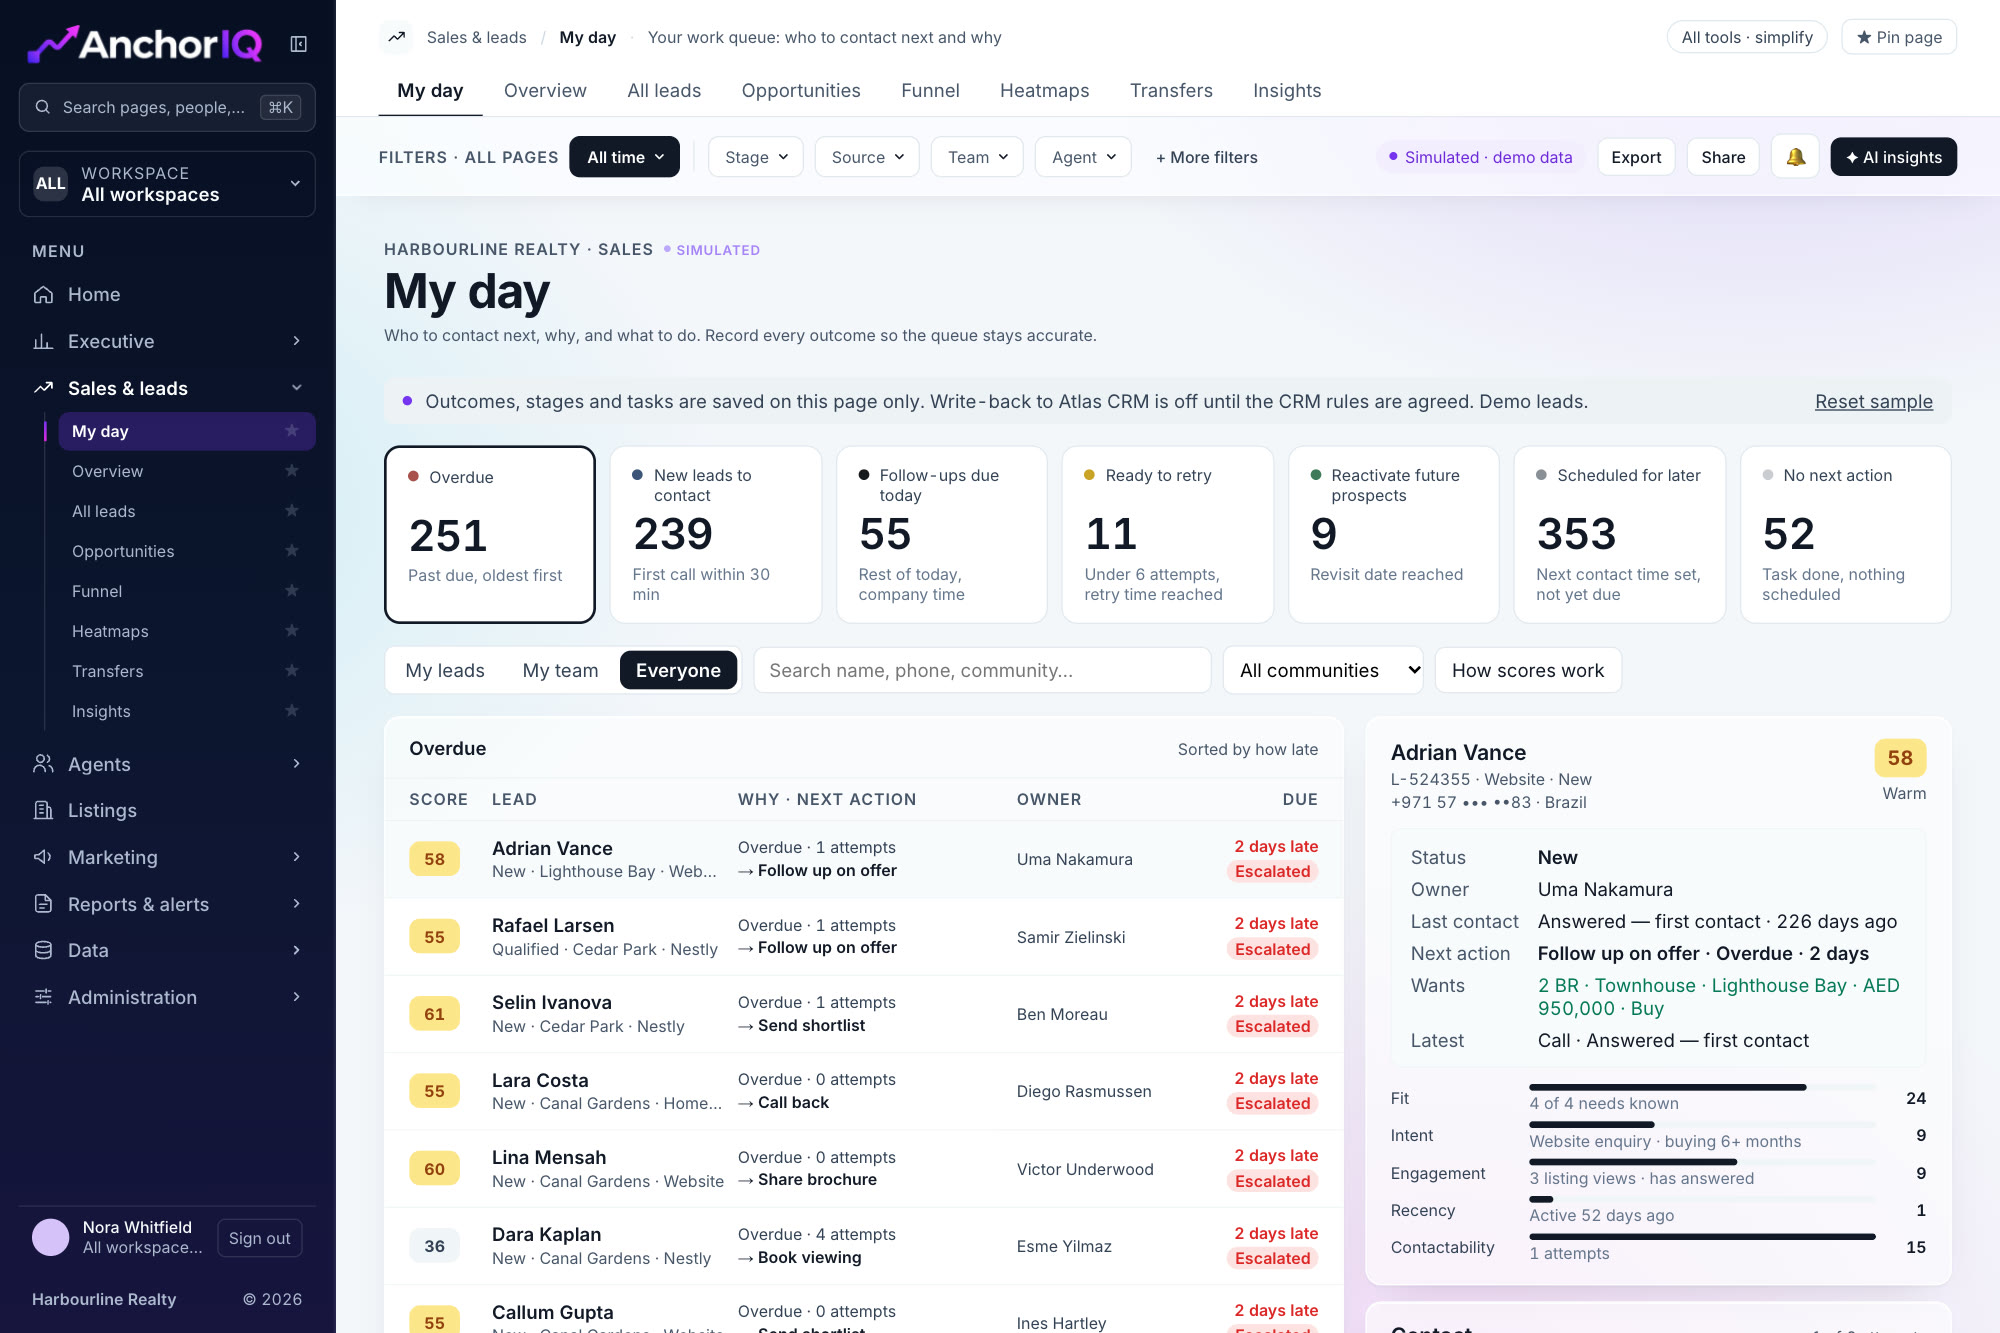 AnchorIQ
Search pages, people,... ⌘K
ALL
WORKSPACE
All workspaces
MENU
Home
Executive
Sales & leads
My day
Overview
All leads
Opportunities
Funnel
Heatmaps
Transfers
Insights
Agents
Listings
Marketing
Reports & alerts
Data
Administration
Nora Whitfield
All workspace...
Sign out
Harbourline Realty © 2026
Sales & leads / My day · Your work queue: who to contact next and why
All tools · simplify
★ Pin page
My day Overview All leads Opportunities Funnel Heatmaps Transfers Insights
FILTERS · ALL PAGES All time Stage Source Team Agent + More filters
Simulated · demo data Export Share AI insights
HARBOURLINE REALTY · SALES SIMULATED
My day
Who to contact next, why, and what to do. Record every outcome so the queue stays accurate.
Outcomes, stages and tasks are saved on this page only. Write-back to Atlas CRM is off until the CRM rules are agreed. Demo leads. Reset sample
Overdue
251
Past due, oldest first
New leads to
contact
239
First call within 30
min
Follow-ups due
today
55
Rest of today,
company time
Ready to retry
11
Under 6 attempts,
retry time reached
Reactivate future
prospects
9
Revisit date reached
Scheduled for later
353
Next contact time set,
not yet due
No next action
52
Task done, nothing
scheduled
My leads My team Everyone
Search name, phone, community...
All communities
How scores work
Overdue Sorted by how late
SCORE LEAD WHY · NEXT ACTION OWNER DUE
58
Adrian Vance
New · Lighthouse Bay · Web...
Overdue · 1 attempts
→ Follow up on offer
Uma Nakamura
2 days late
Escalated
55
Rafael Larsen
Qualified · Cedar Park · Nestly
Overdue · 1 attempts
→ Follow up on offer
Samir Zielinski
2 days late
Escalated
61
Selin Ivanova
New · Cedar Park · Nestly
Overdue · 1 attempts
→ Send shortlist
Ben Moreau
2 days late
Escalated
55
Lara Costa
New · Canal Gardens · Home...
Overdue · 0 attempts
→ Call back
Diego Rasmussen
2 days late
Escalated
60
Lina Mensah
New · Canal Gardens · Website
Overdue · 0 attempts
→ Share brochure
Victor Underwood
2 days late
Escalated
36
Dara Kaplan
New · Canal Gardens · Nestly
Overdue · 4 attempts
→ Book viewing
Esme Yilmaz
2 days late
Escalated
55
Callum Gupta
Overdue · 0 attempts
Ines Hartley
2 days late
Adrian Vance
L-524355 · Website · New
+971 57 ••• ••83 · Brazil
58
Warm
Status New
Owner Uma Nakamura
Last contact Answered — first contact · 226 days ago
Next action Follow up on offer · Overdue · 2 days
Wants 2 BR · Townhouse · Lighthouse Bay · AED
950,000 · Buy
Latest Call · Answered — first contact
Fit 24
4 of 4 needs known
Intent 9
Website enquiry · buying 6+ months
Engagement 9
3 listing views · has answered
Recency 1
Active 52 days ago
Contactability 15
1 attempts